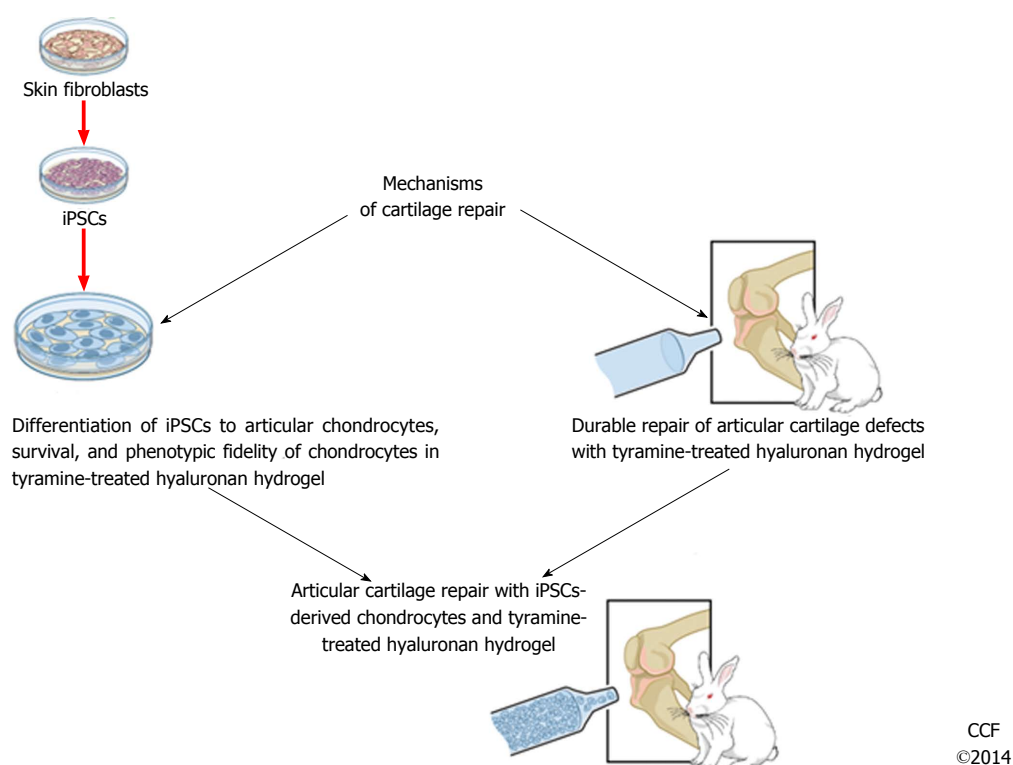 Skin fibroblasts
iPSCs
Mechanisms
of cartilage repair
Differentiation of iPSCs to articular chondrocytes,
survival, and phenotypic fidelity of chondrocytes in
tyramine-treated hyaluronan hydrogel
Durable repair of articular cartilage defects
with tyramine-treated hyaluronan hydrogel
Articular cartilage repair with iPSCs-
derived chondrocytes and tyramine-
treated hyaluronan hydrogel
CCF
©2014